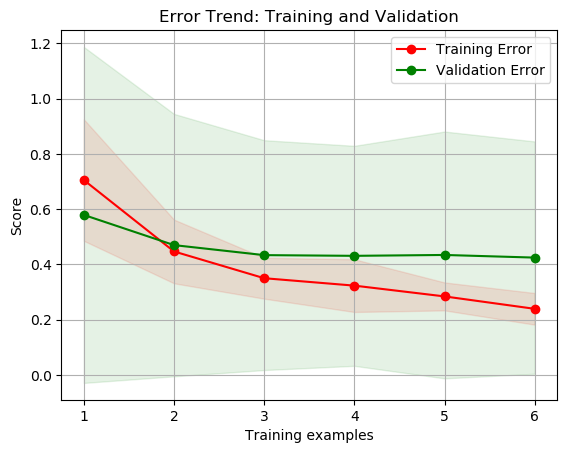 Error Trend: Training and Validation
Training Error
Validation Error
Score
1.2
1.0
0.8
0.6
0.4
0.2
0.0
1 2 3 4 5 6
Training examples